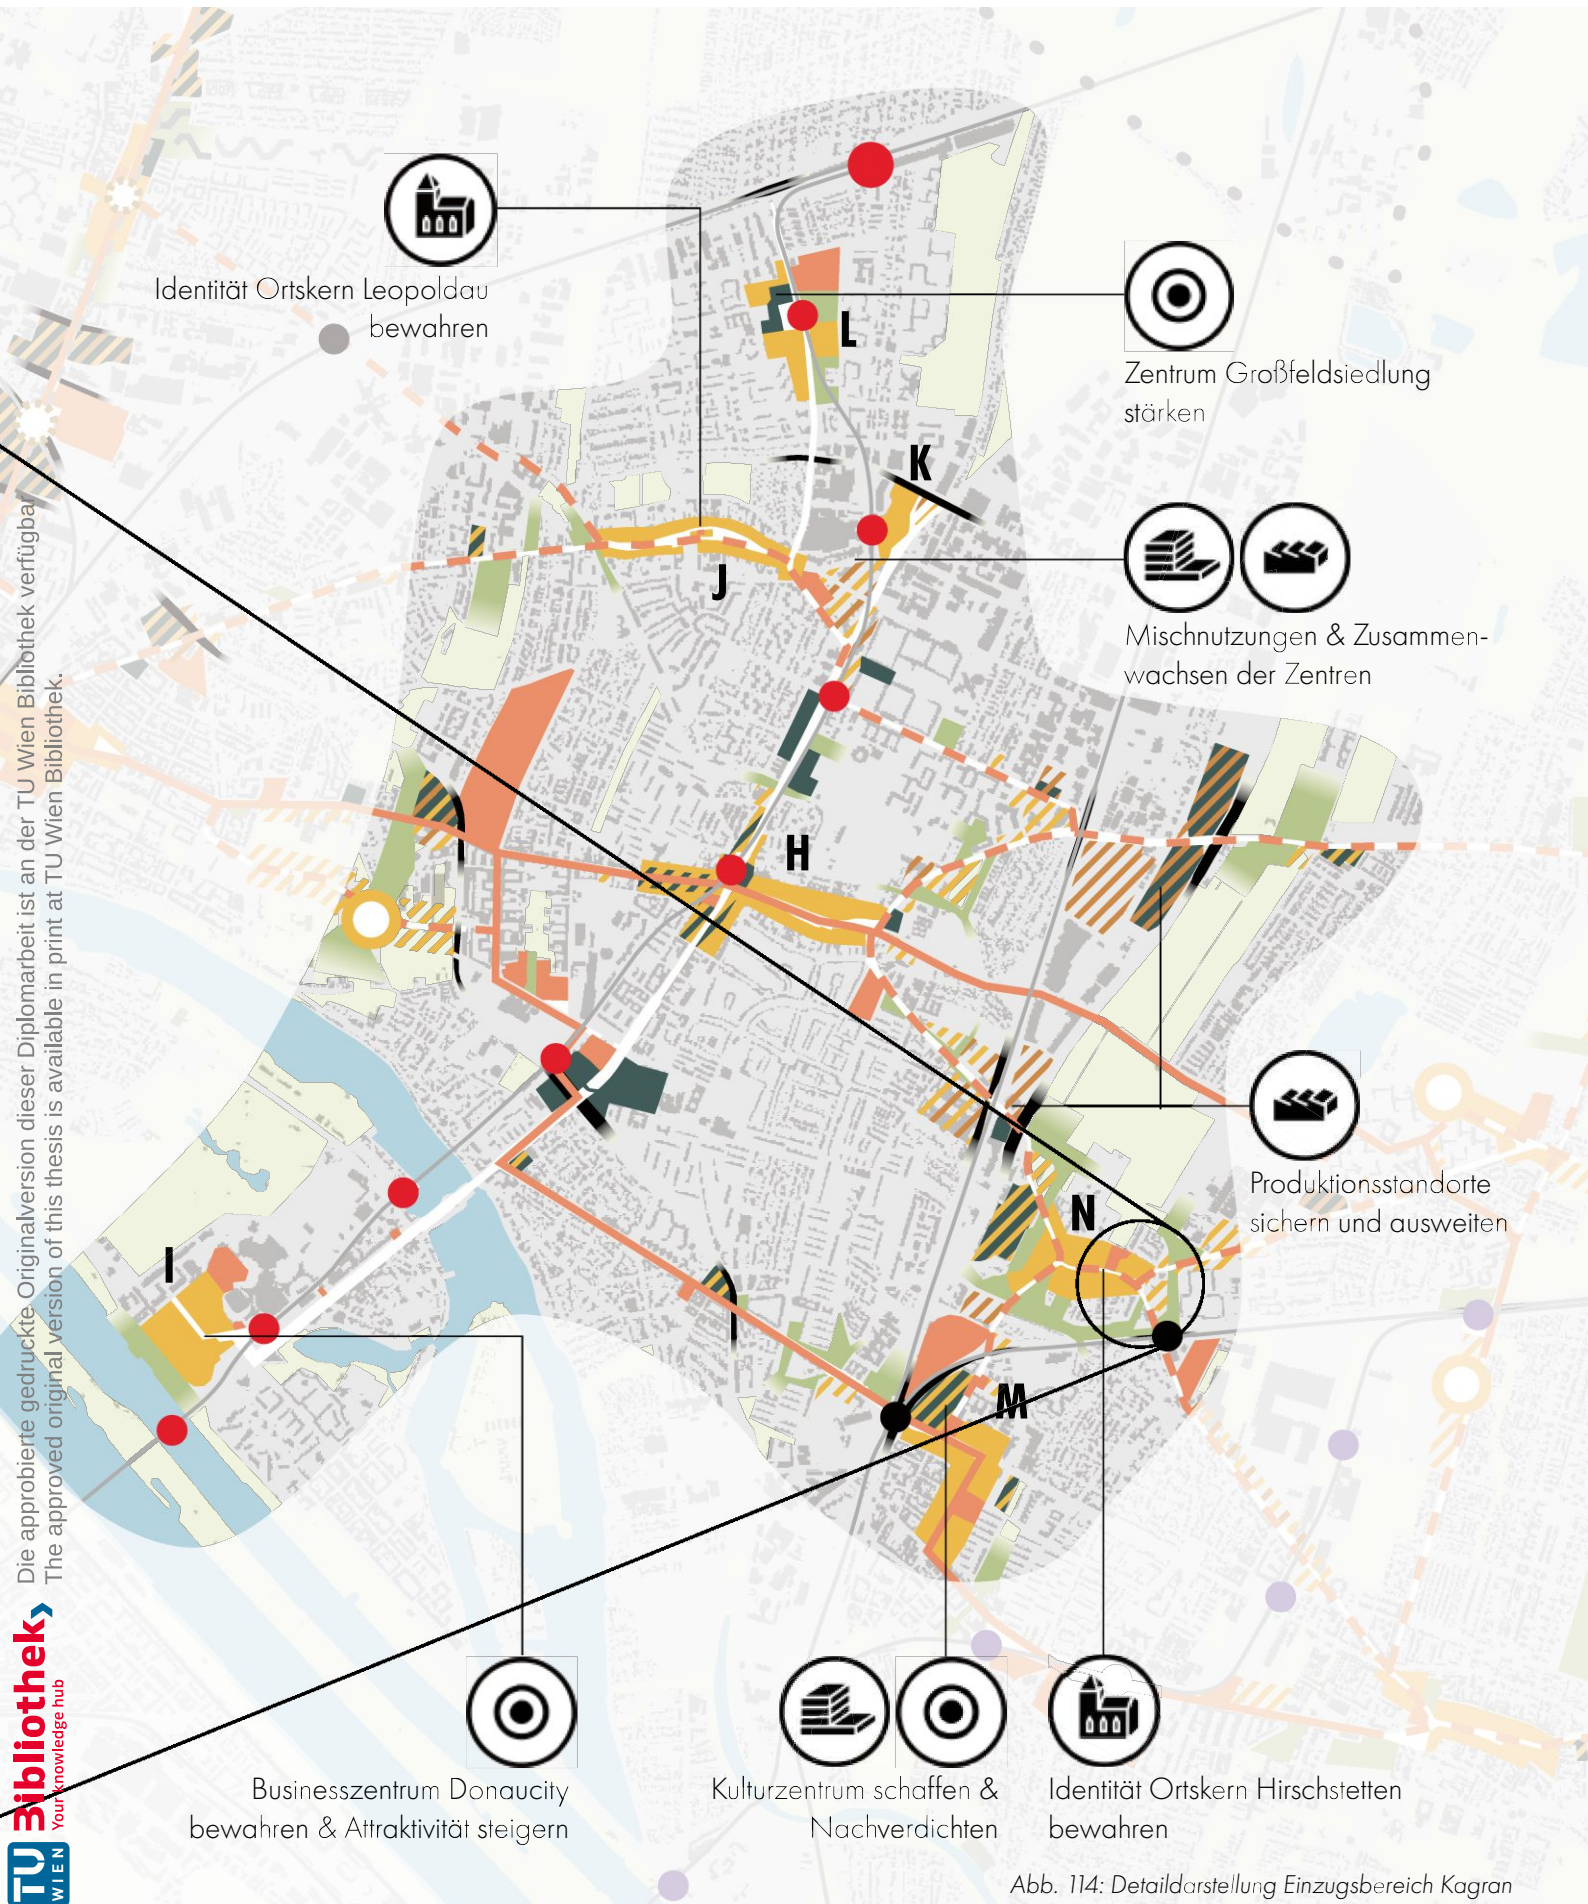 Identität Ortskern Leopoldau
bewahren
L
Zentrum Großfeldsiedlung
stärken
K
J
Mischnutzungen & Zusammen-
wachsen der Zentren
H
Produktionsstandorte
sichern und ausweiten
N
I
M
Businesszentrum Donaucity
bewahren & Attraktivität steigern
Kulturzentrum schaffen &
Nachverdichten
Identität Ortskern Hirschstetten
bewahren
Abb. 114: Detaildarstellung Einzugsbereich Kagran
Die approbierte gedruckte Originalversion dieser Diplomarbeit ist an der TU Wien Bibliothek verfügbar
The approved original version of this thesis is available in print at TU Wien Bibliothek.
Bibliothek
Your knowledge hub
TU
WIEN